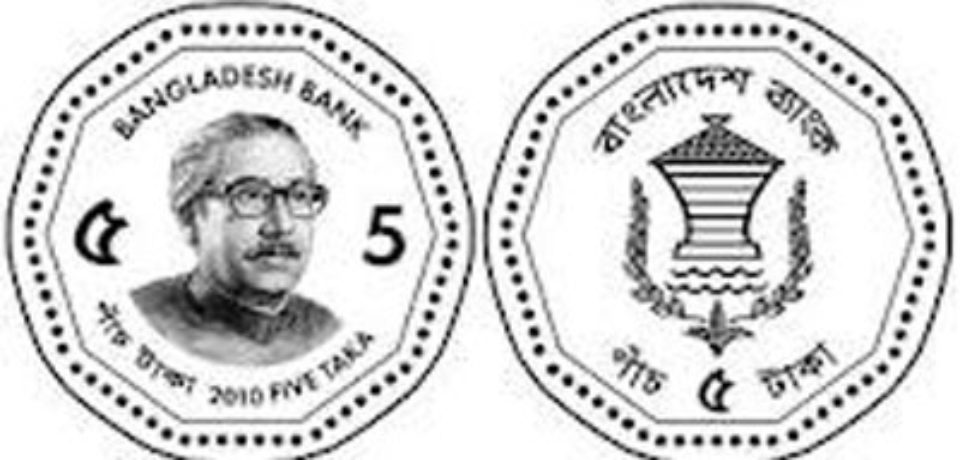 BANGLADESH BANK
৫
5
পাঁচ টাকা 2010 FIVE TAKA
বাংলাদেশ ব্যাংক
পাঁচ ৫ টাকা